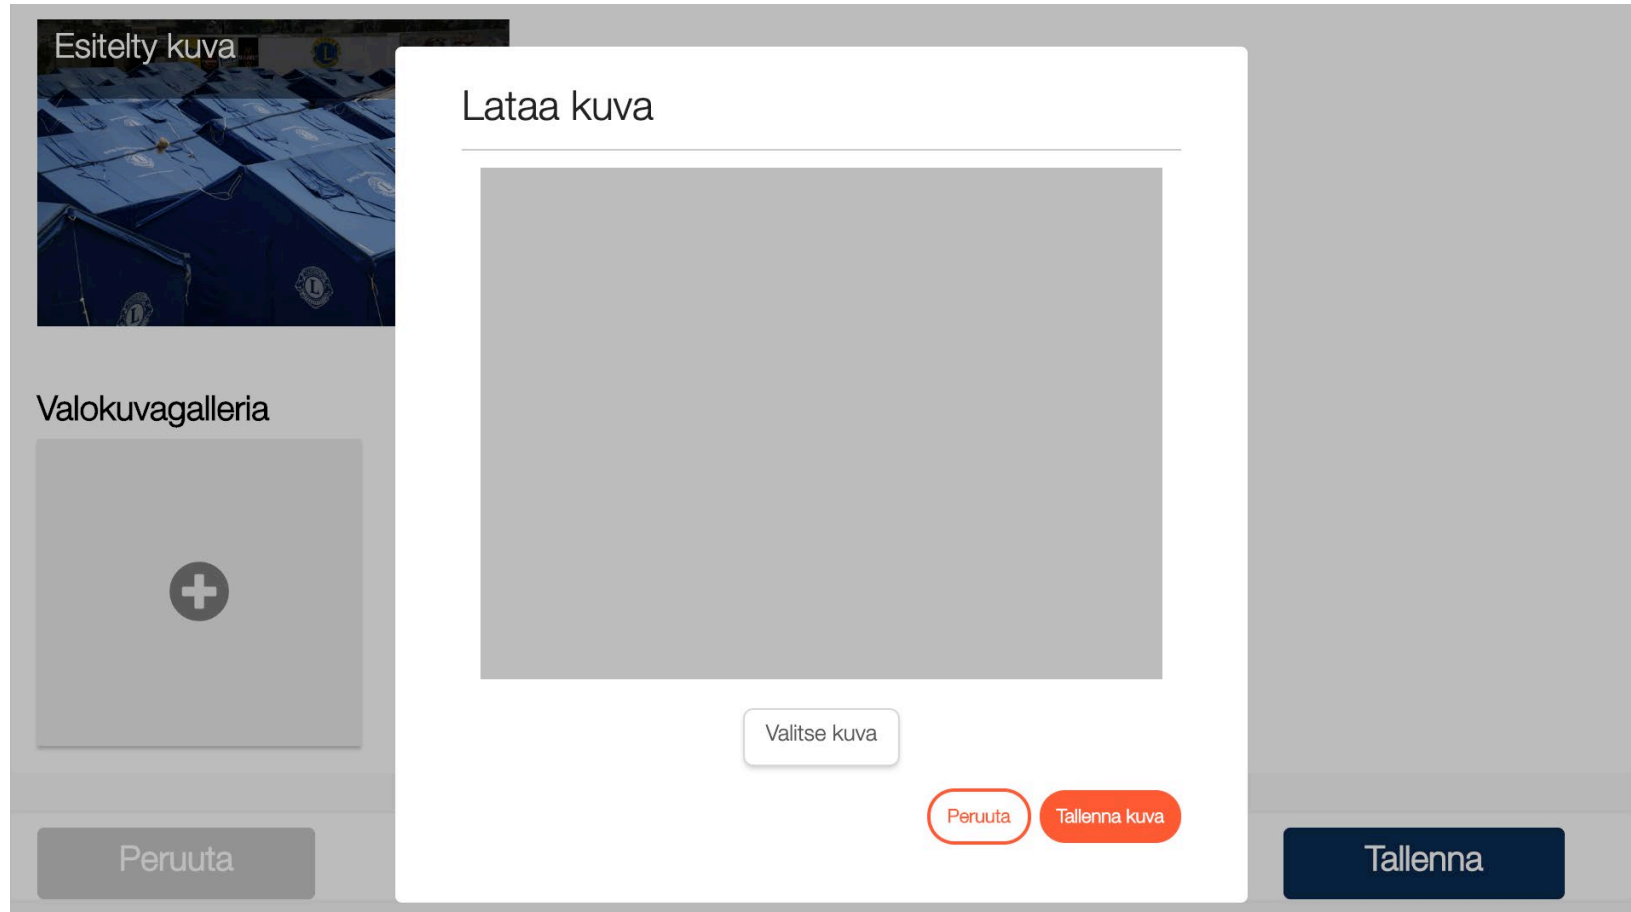 Esitelty kuva
Lataa kuva
Valokuvagalleria
Valitse kuva
Peruuta
Tallenna kuva
Peruuta
Tallenna